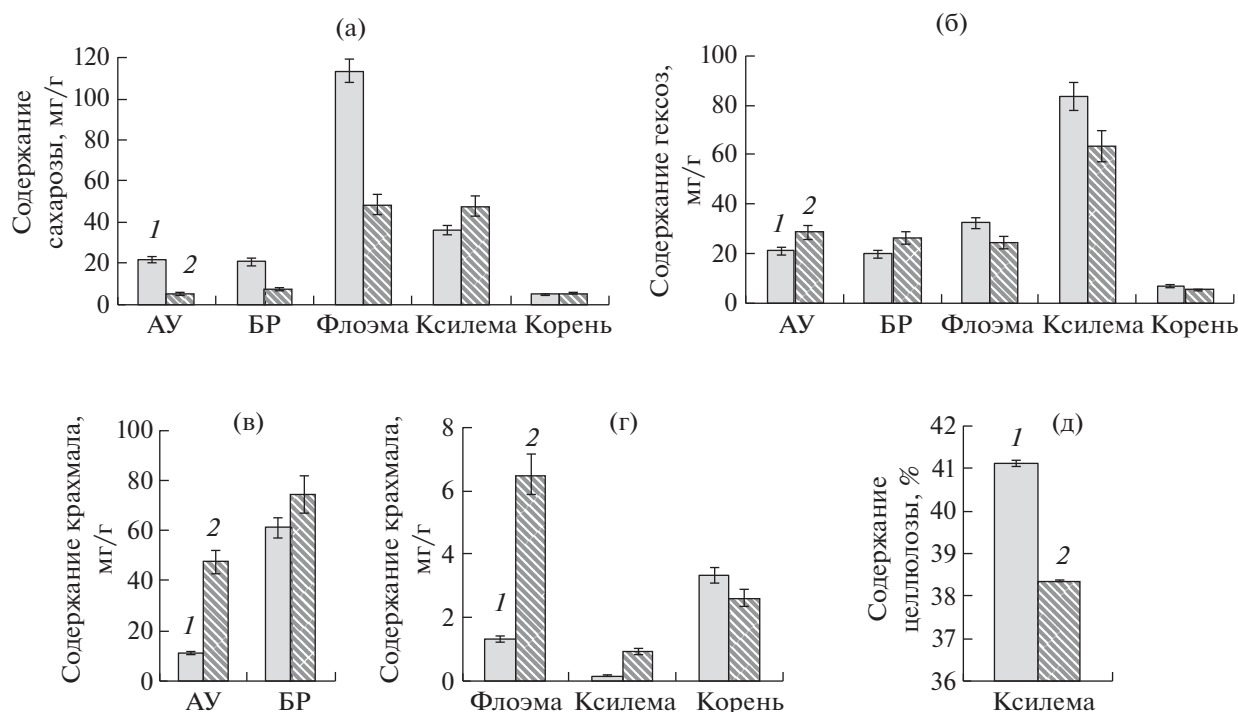 (а)
Содержание
сахарозы, мг/г
120
100
80
60
40
20
0
1
2
АУ БР Флоэма Ксилема Корень
(б)
Содержание гексоз,
мг/г
100
80
60
40
20
0
1
2
АУ БР Флоэма Ксилема Корень
(в)
Содержание крахмала,
мг/г
100
80
60
40
20
0
1
2
АУ БР
(г)
Содержание крахмала,
мг/г
8
6
4
2
0
1
2
Флоэма Ксилема Корень
(д)
Содержание
целлюлозы, %
42
41
40
39
38
37
36
1
2
Ксилема